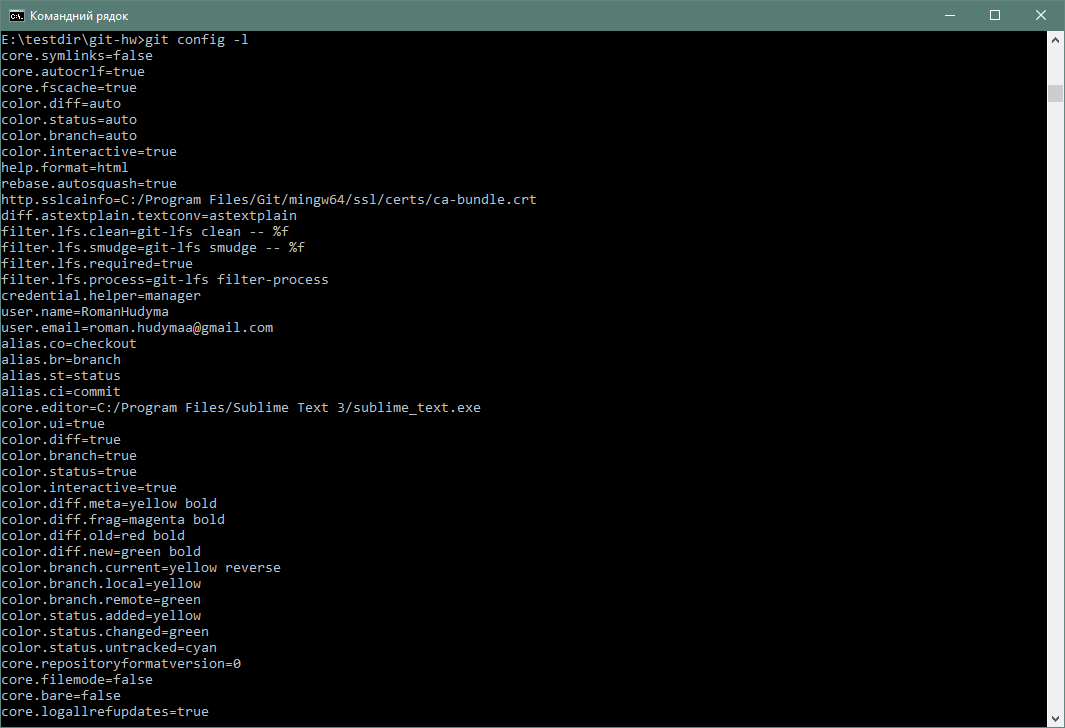 Командний рядок
E:\testdir\git-hw>git config -l
core.symlinks=false
core.autocrlf=true
core.fscache=true
color.diff=auto
color.status=auto
color.branch=auto
color.interactive=true
help.format=html
rebase.autosquash=true
http.sslcainfo=C:/Program Files/Git/mingw64/ssl/certs/ca-bundle.crt
diff.astextplain.textconv=astextplain
filter.lfs.clean=git-lfs clean -- %f
filter.lfs.smudge=git-lfs smudge -- %f
filter.lfs.required=true
filter.lfs.process=git-lfs filter-process
credential.helper=manager
user.name=RomanHudyma
user.email=roman.hudymaa@gmail.com
alias.co=checkout
alias.br=branch
alias.st=status
alias.ci=commit
core.editor=C:/Program Files/Sublime Text 3/sublime_text.exe
color.ui=true
color.diff=true
color.branch=true
color.status=true
color.interactive=true
color.diff.meta=yellow bold
color.diff.frag=magenta bold
color.diff.old=red bold
color.diff.new=green bold
color.branch.current=yellow reverse
color.branch.local=yellow
color.branch.remote=green
color.status.added=yellow
color.status.changed=green
color.status.untracked=cyan
core.repositoryformatversion=0
core.filemode=false
core.bare=false
core.logallrefupdates=true